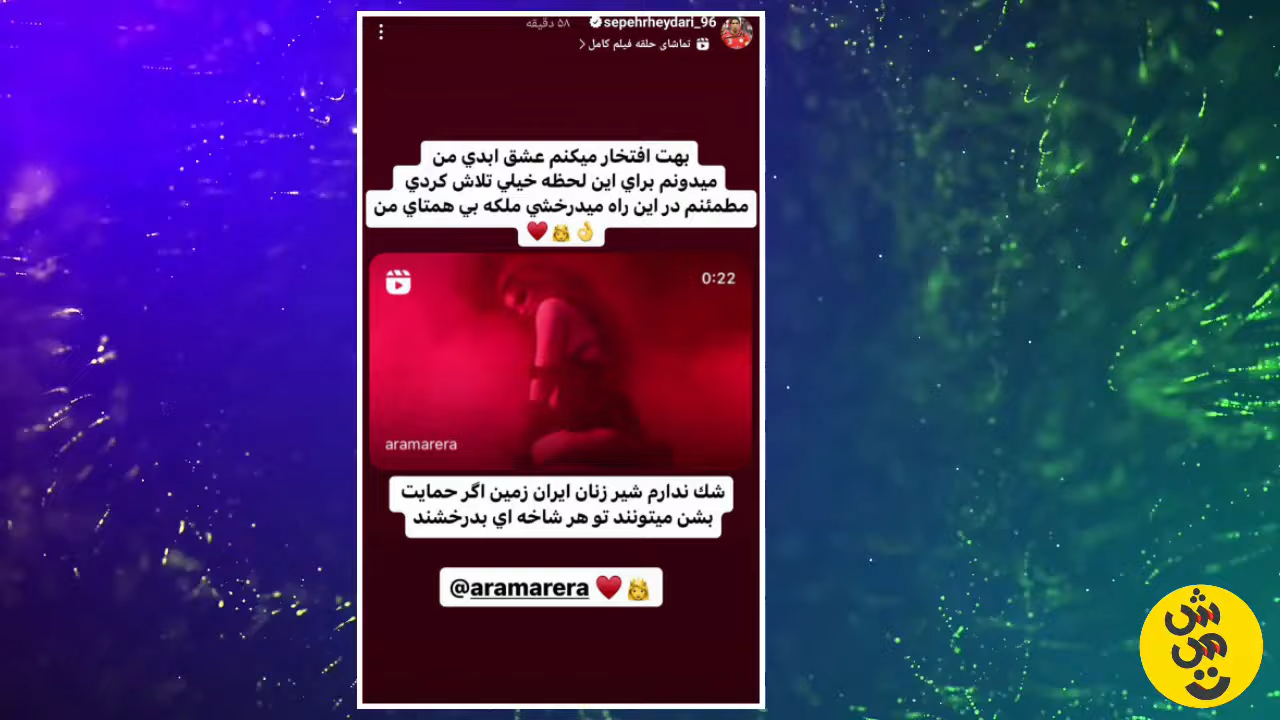 sepehrheydari_96 ۵۸ دقیقه
تماشای حلقه فیلم کامل
بهت افتخار ميكنم عشق ابدي من
ميدونم براي اين لحظه خيلي تلاش كردي
مطمئنم در اين راه ميدرخشي ملكه بي همتاي من
👌👸♥️
0:22
aramarera
شك ندارم شير زنان ايران زمين اگر حمايت
بشن ميتونند تو هر شاخه اي بدرخشند
@aramarera ♥️👸